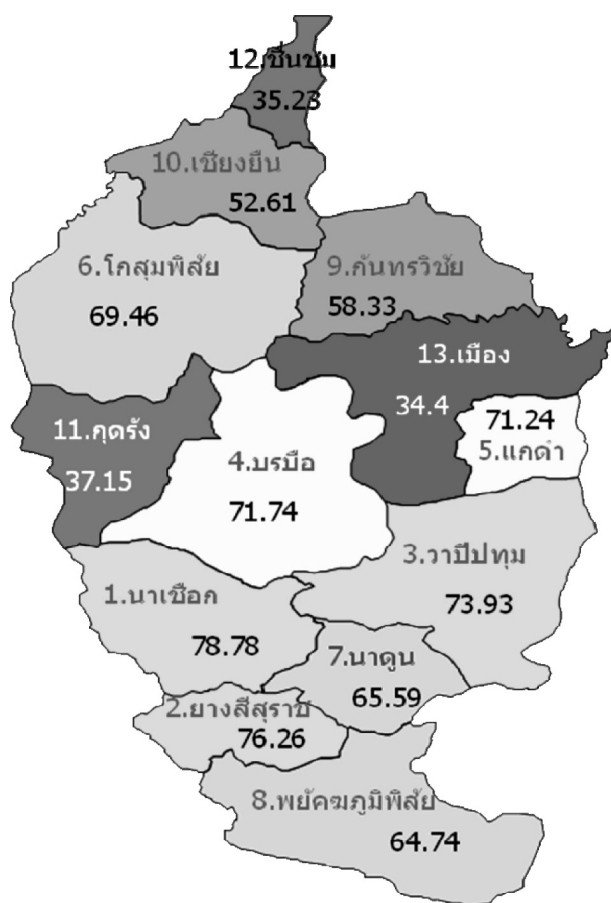 12.ชื่นชม
35.23
10.เชียงยืน
52.61
6.โกสุมพิสัย
69.46
9.กันทรวิชัย
58.33
13.เมือง
34.4
71.24
5.แกดำ
11.กุดรัง
37.15
4.บรบือ
71.74
3.วาปีปทุม
73.93
1.นาเชือก
78.78
7.นาดูน
65.59
2.ยางสีสุราช
76.26
8.พยัคฆภูมิพิสัย
64.74